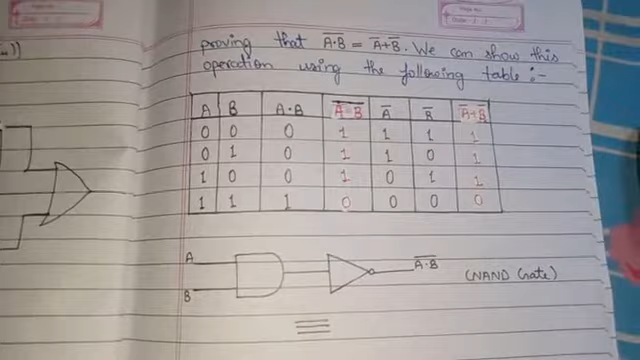 proving that A̅·̅B̅ = A̅+B̅. We can show this
operation using the following table :-
A B A·B A̅·̅B̅ A̅ B̅ A̅+B̅
0 0 0 1 1 1 1
0 1 0 1 1 0 1
1 0 0 1 0 1 1
1 1 1 0 0 0 0
A
A̅·̅B̅
(NAND Gate)
B